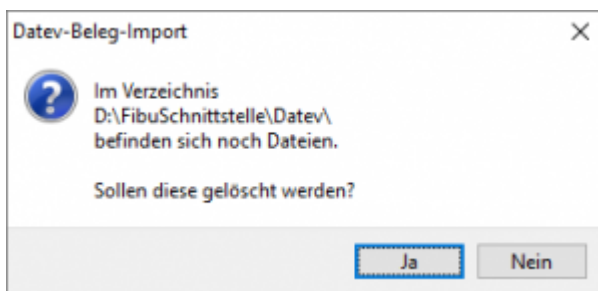 Datev-Beleg-Import
Im Verzeichnis
D:\FibuSchnittstelle\Datev\
befinden sich noch Dateien.
Sollen diese gelöscht werden?
Ja
Nein